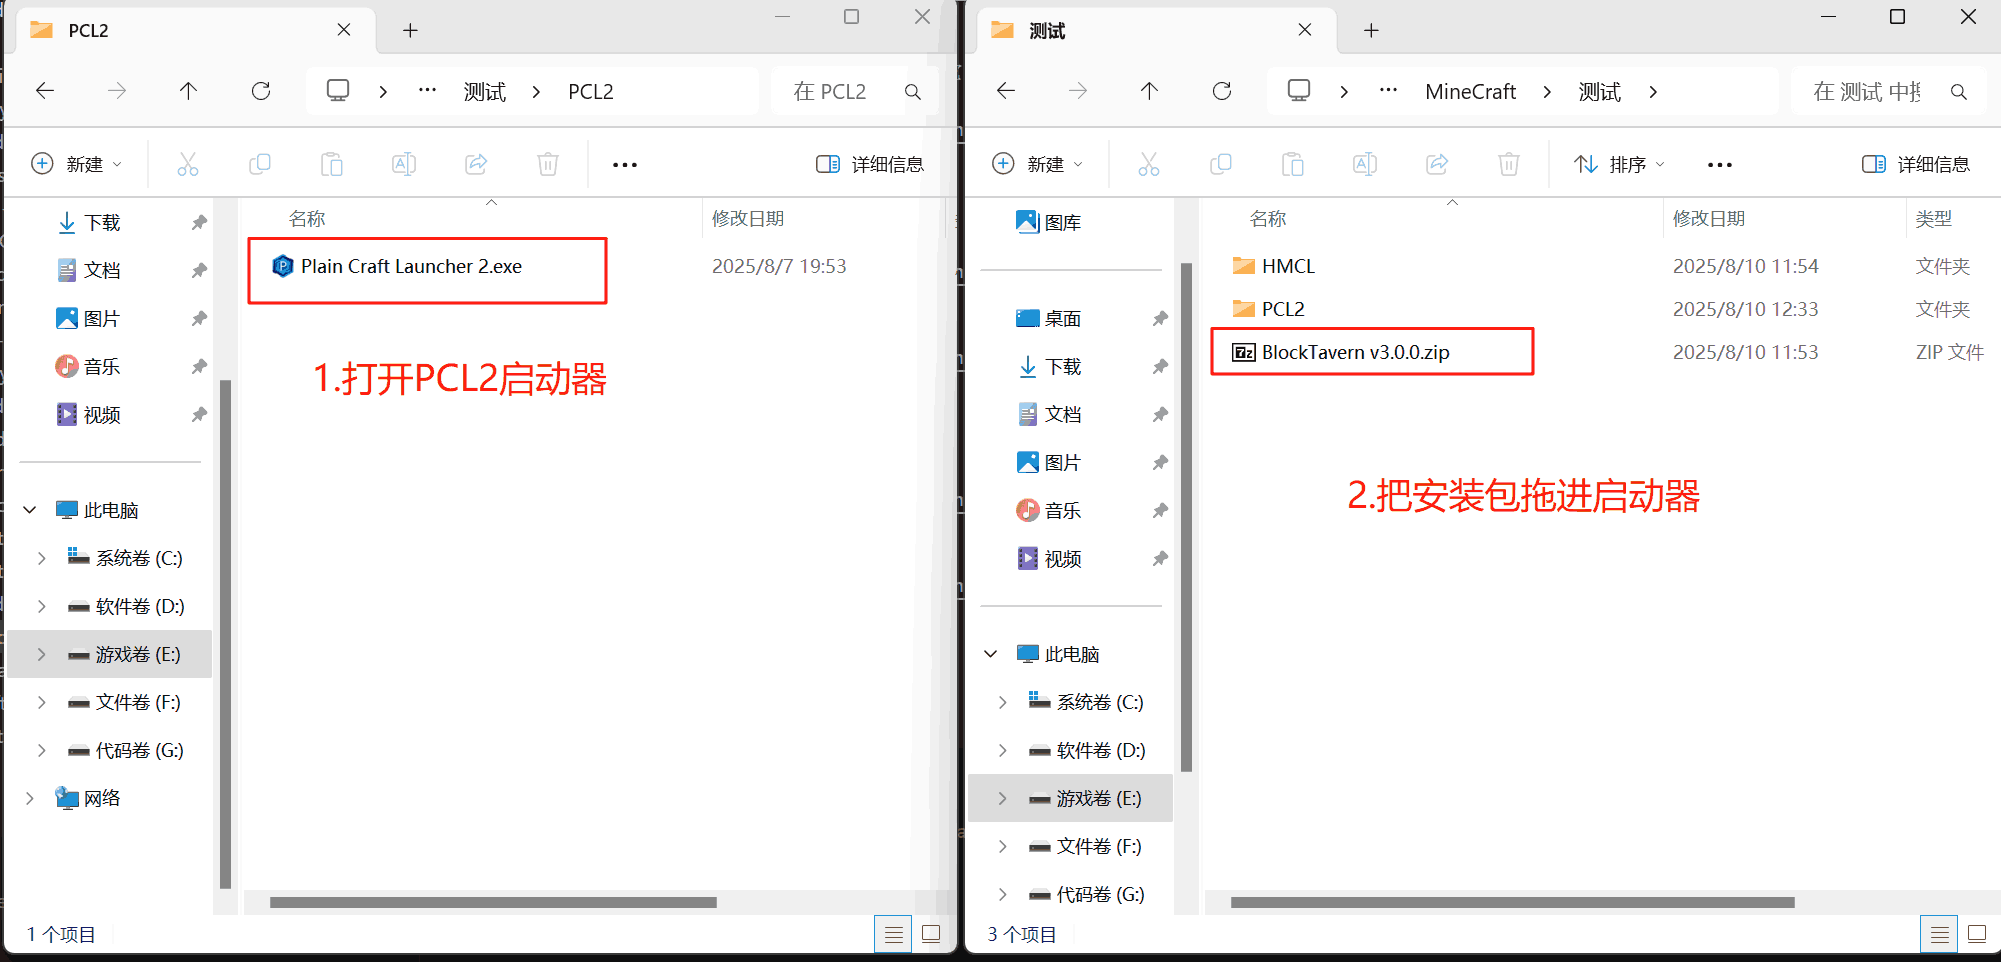 PCL2
测试 PCL2
在 PCL2
新建
详细信息
名称 修改日期
Plain Craft Launcher 2.exe 2025/8/7 19:53
1.打开PCL2启动器
下载
文档
图片
音乐
视频
此电脑
系统卷 (C:)
软件卷 (D:)
游戏卷 (E:)
文件卷 (F:)
代码卷 (G:)
网络
1 个项目
测试
MineCraft 测试
在 测试 中
新建
排序
详细信息
名称 修改日期 类型
HMCL 2025/8/10 11:54 文件夹
PCL2 2025/8/10 12:33 文件夹
BlockTavern v3.0.0.zip 2025/8/10 11:53 ZIP 文件
2.把安装包拖进启动器
图库
桌面
下载
文档
图片
音乐
视频
此电脑
系统卷 (C:)
软件卷 (D:)
游戏卷 (E:)
文件卷 (F:)
代码卷 (G:)
3 个项目